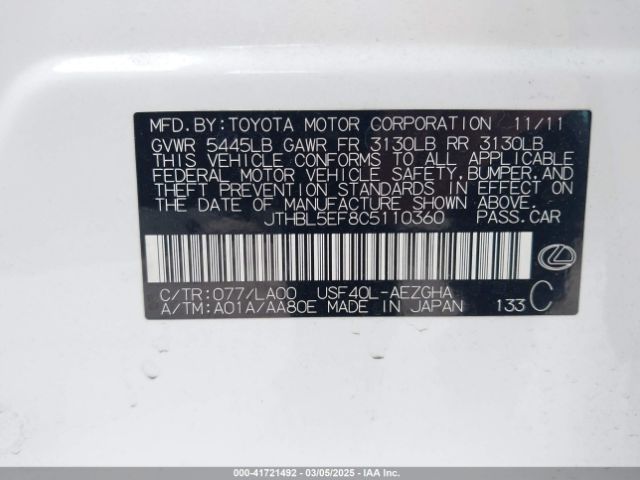 MFD.BY:TOYOTA MOTOR CORPORATION 11/11
GVWR 5445LB GAWR FR 3130LB RR 3130LB
THIS VEHICLE CONFORMS TO ALL APPLICABLE
FEDERAL MOTOR VEHICLE SAFETY,BUMPER,AND
THEFT PREVENTION STANDARDS IN EFFECT ON
THE DATE OF MANUFACTURE SHOWN ABOVE.
JTHBL5EF8C5110360 PASS.CAR
C/TR:077/LA00 USF40L-AEZGHA
A/TM:A01A/AA80E MADE IN JAPAN 133 C
000-41721492 - 03/05/2025 - IAAI.COM